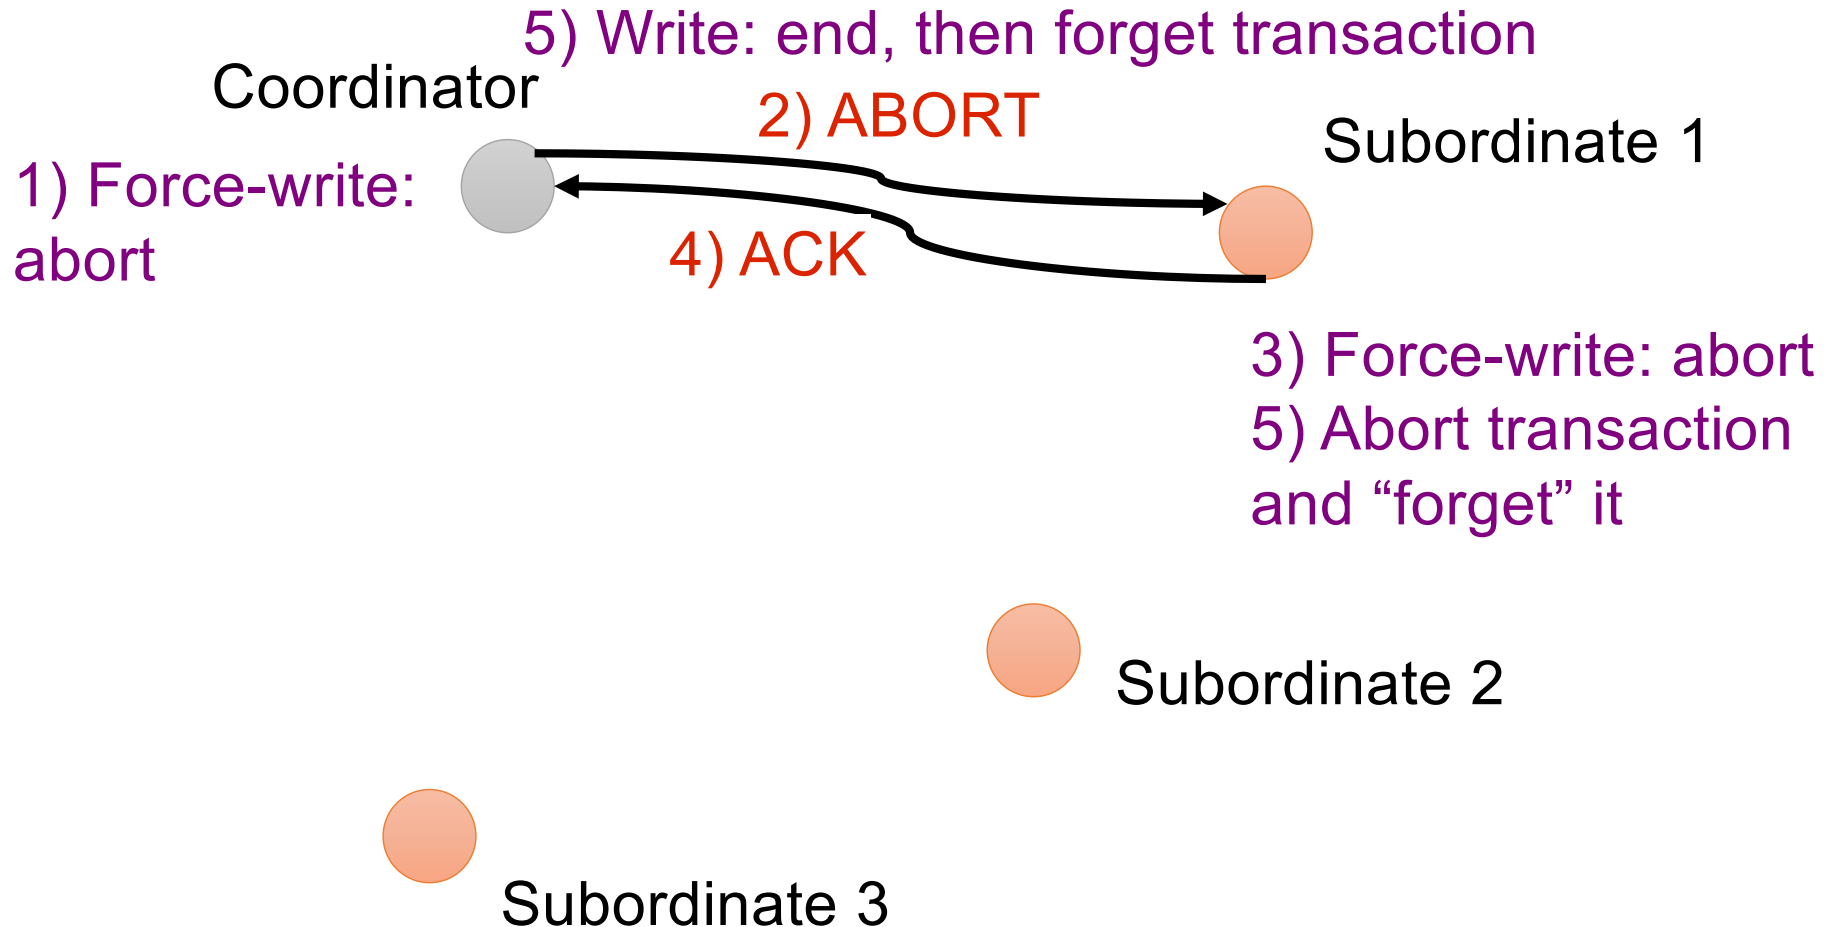 5) Write: end, then forget transaction
Coordinator
2) ABORT
Subordinate 1
1) Force-write:
abort
4) ACK
3) Force-write: abort
5) Abort transaction
and “forget” it
Subordinate 2
Subordinate 3